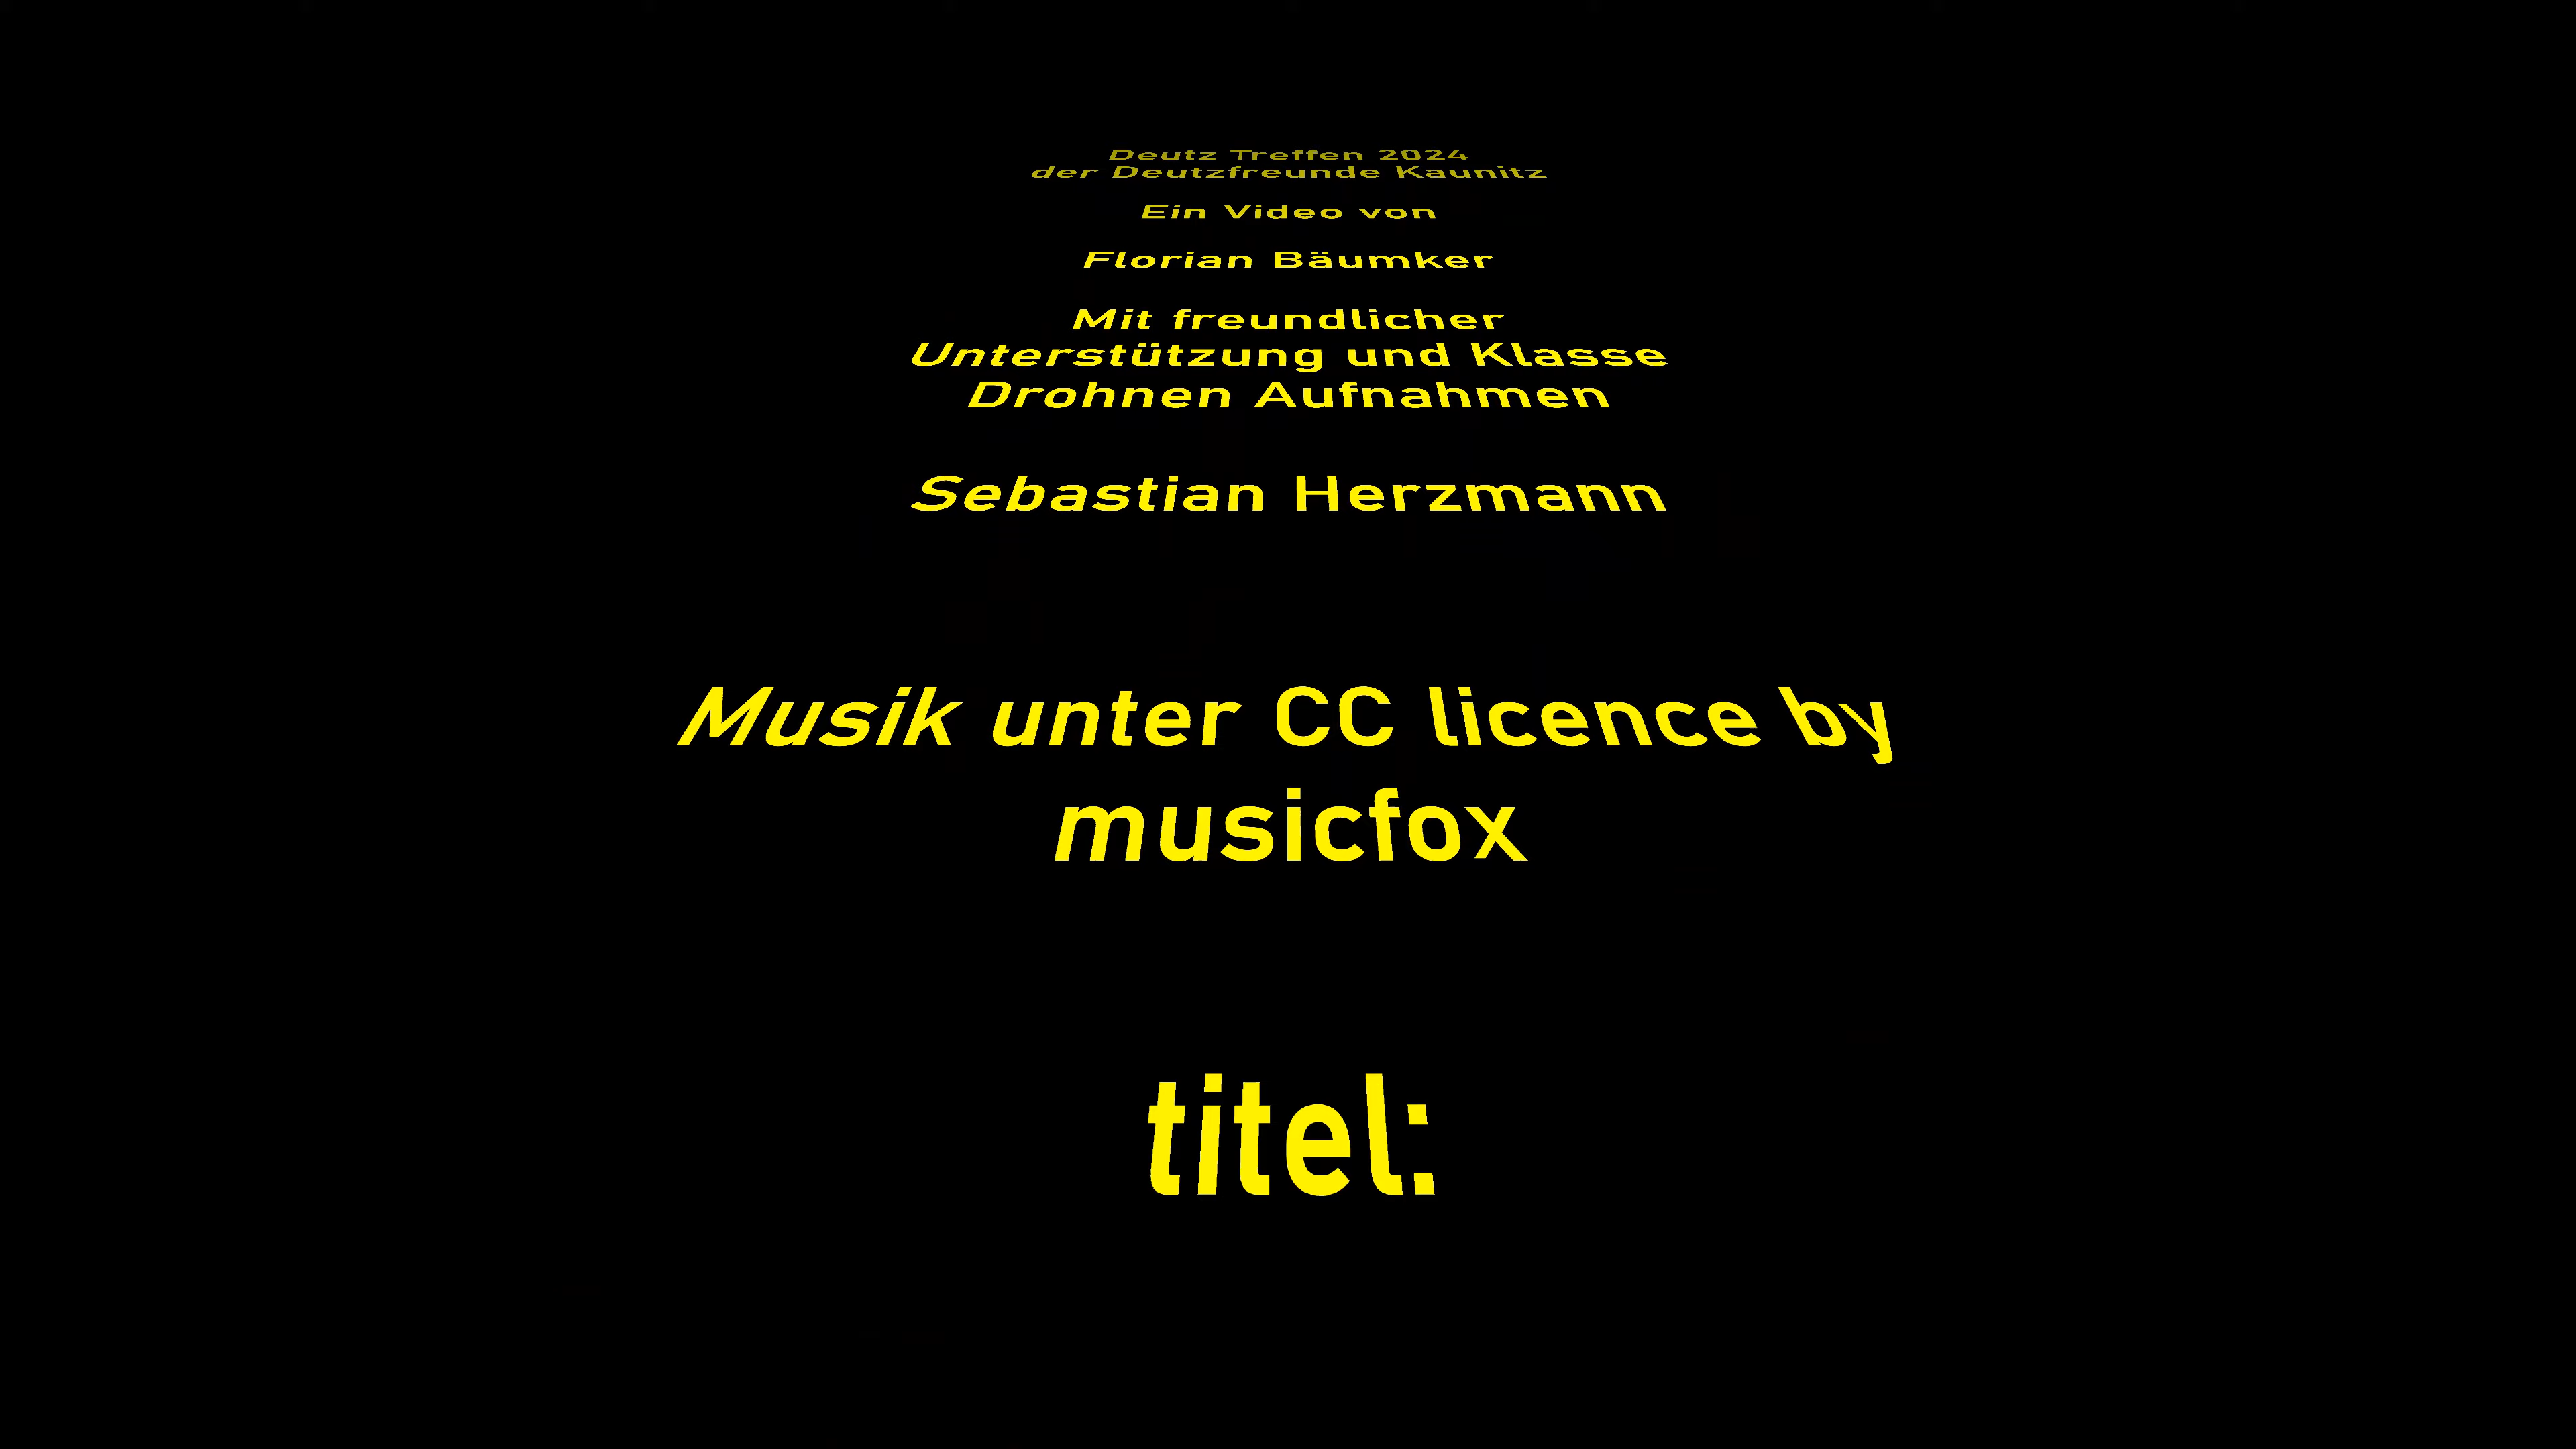 Deutz Treffen 2024
der Deutzfreunde Kaunitz
Ein Video von
Florian Bäumker
Mit freundlicher
Unterstützung und Klasse
Drohnen Aufnahmen
Sebastian Herzmann
Musik unter CC licence by
musicfox
titel: